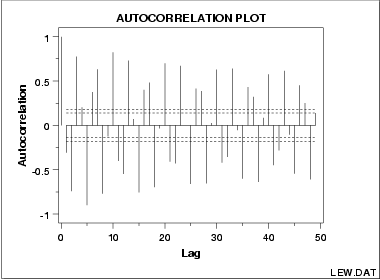 AUTOCORRELATION PLOT
1
0.5
0
-0.5
-1
Autocorrelation
0 10 20 30 40 50
Lag
LEW.DAT